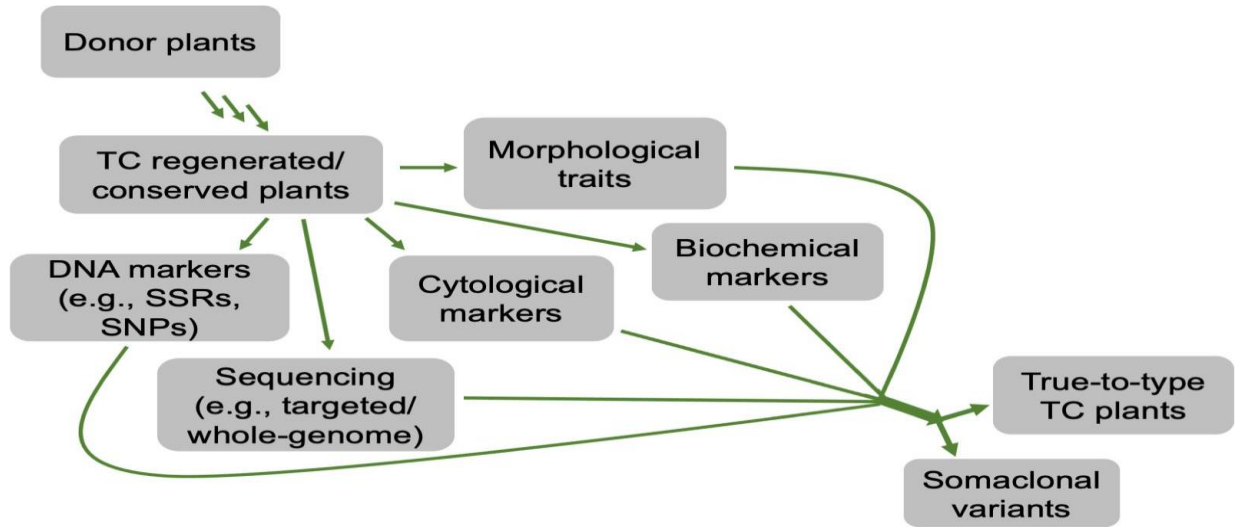 Donor plants
TC regenerated/
conserved plants
Morphological
traits
Biochemical
markers
DNA markers
(e.g., SSRs,
SNPs)
Cytological
markers
Sequencing
(e.g., targeted/
whole-genome)
True-to-type
TC plants
Somaclonal
variants